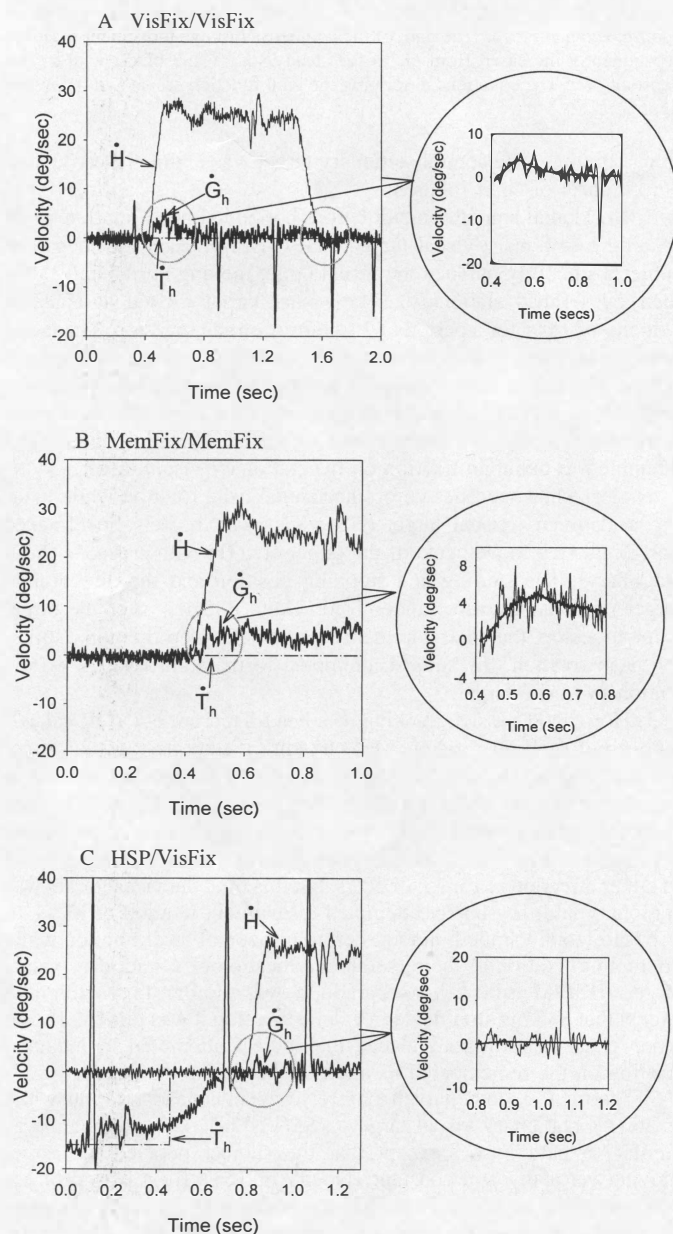 A VisFix/VisFix
40
30
20
10
0
-10
-20
Velocity (deg/sec)
Ḣ
Ġh
Ṫh
0.0 0.4 0.8 1.2 1.6 2.0
Time (sec)
10
0
-10
-20
Velocity (deg/sec)
0.4 0.6 0.8 1.0
Time (secs)
B MemFix/MemFix
40
30
20
10
0
-10
-20
Velocity (deg/sec)
Ḣ
Ġh
Ṫh
0.0 0.2 0.4 0.6 0.8 1.0
Time (sec)
8
4
0
-4
Velocity (deg/sec)
0.4 0.5 0.6 0.7 0.8
Time (sec)
C HSP/VisFix
40
30
20
10
0
-10
-20
Velocity (deg/sec)
Ḣ
Ġh
Ṫh
0.0 0.2 0.4 0.6 0.8 1.0 1.2
Time (sec)
20
10
0
-10
Velocity (deg/sec)
0.8 0.9 1.0 1.1 1.2
Time (sec)